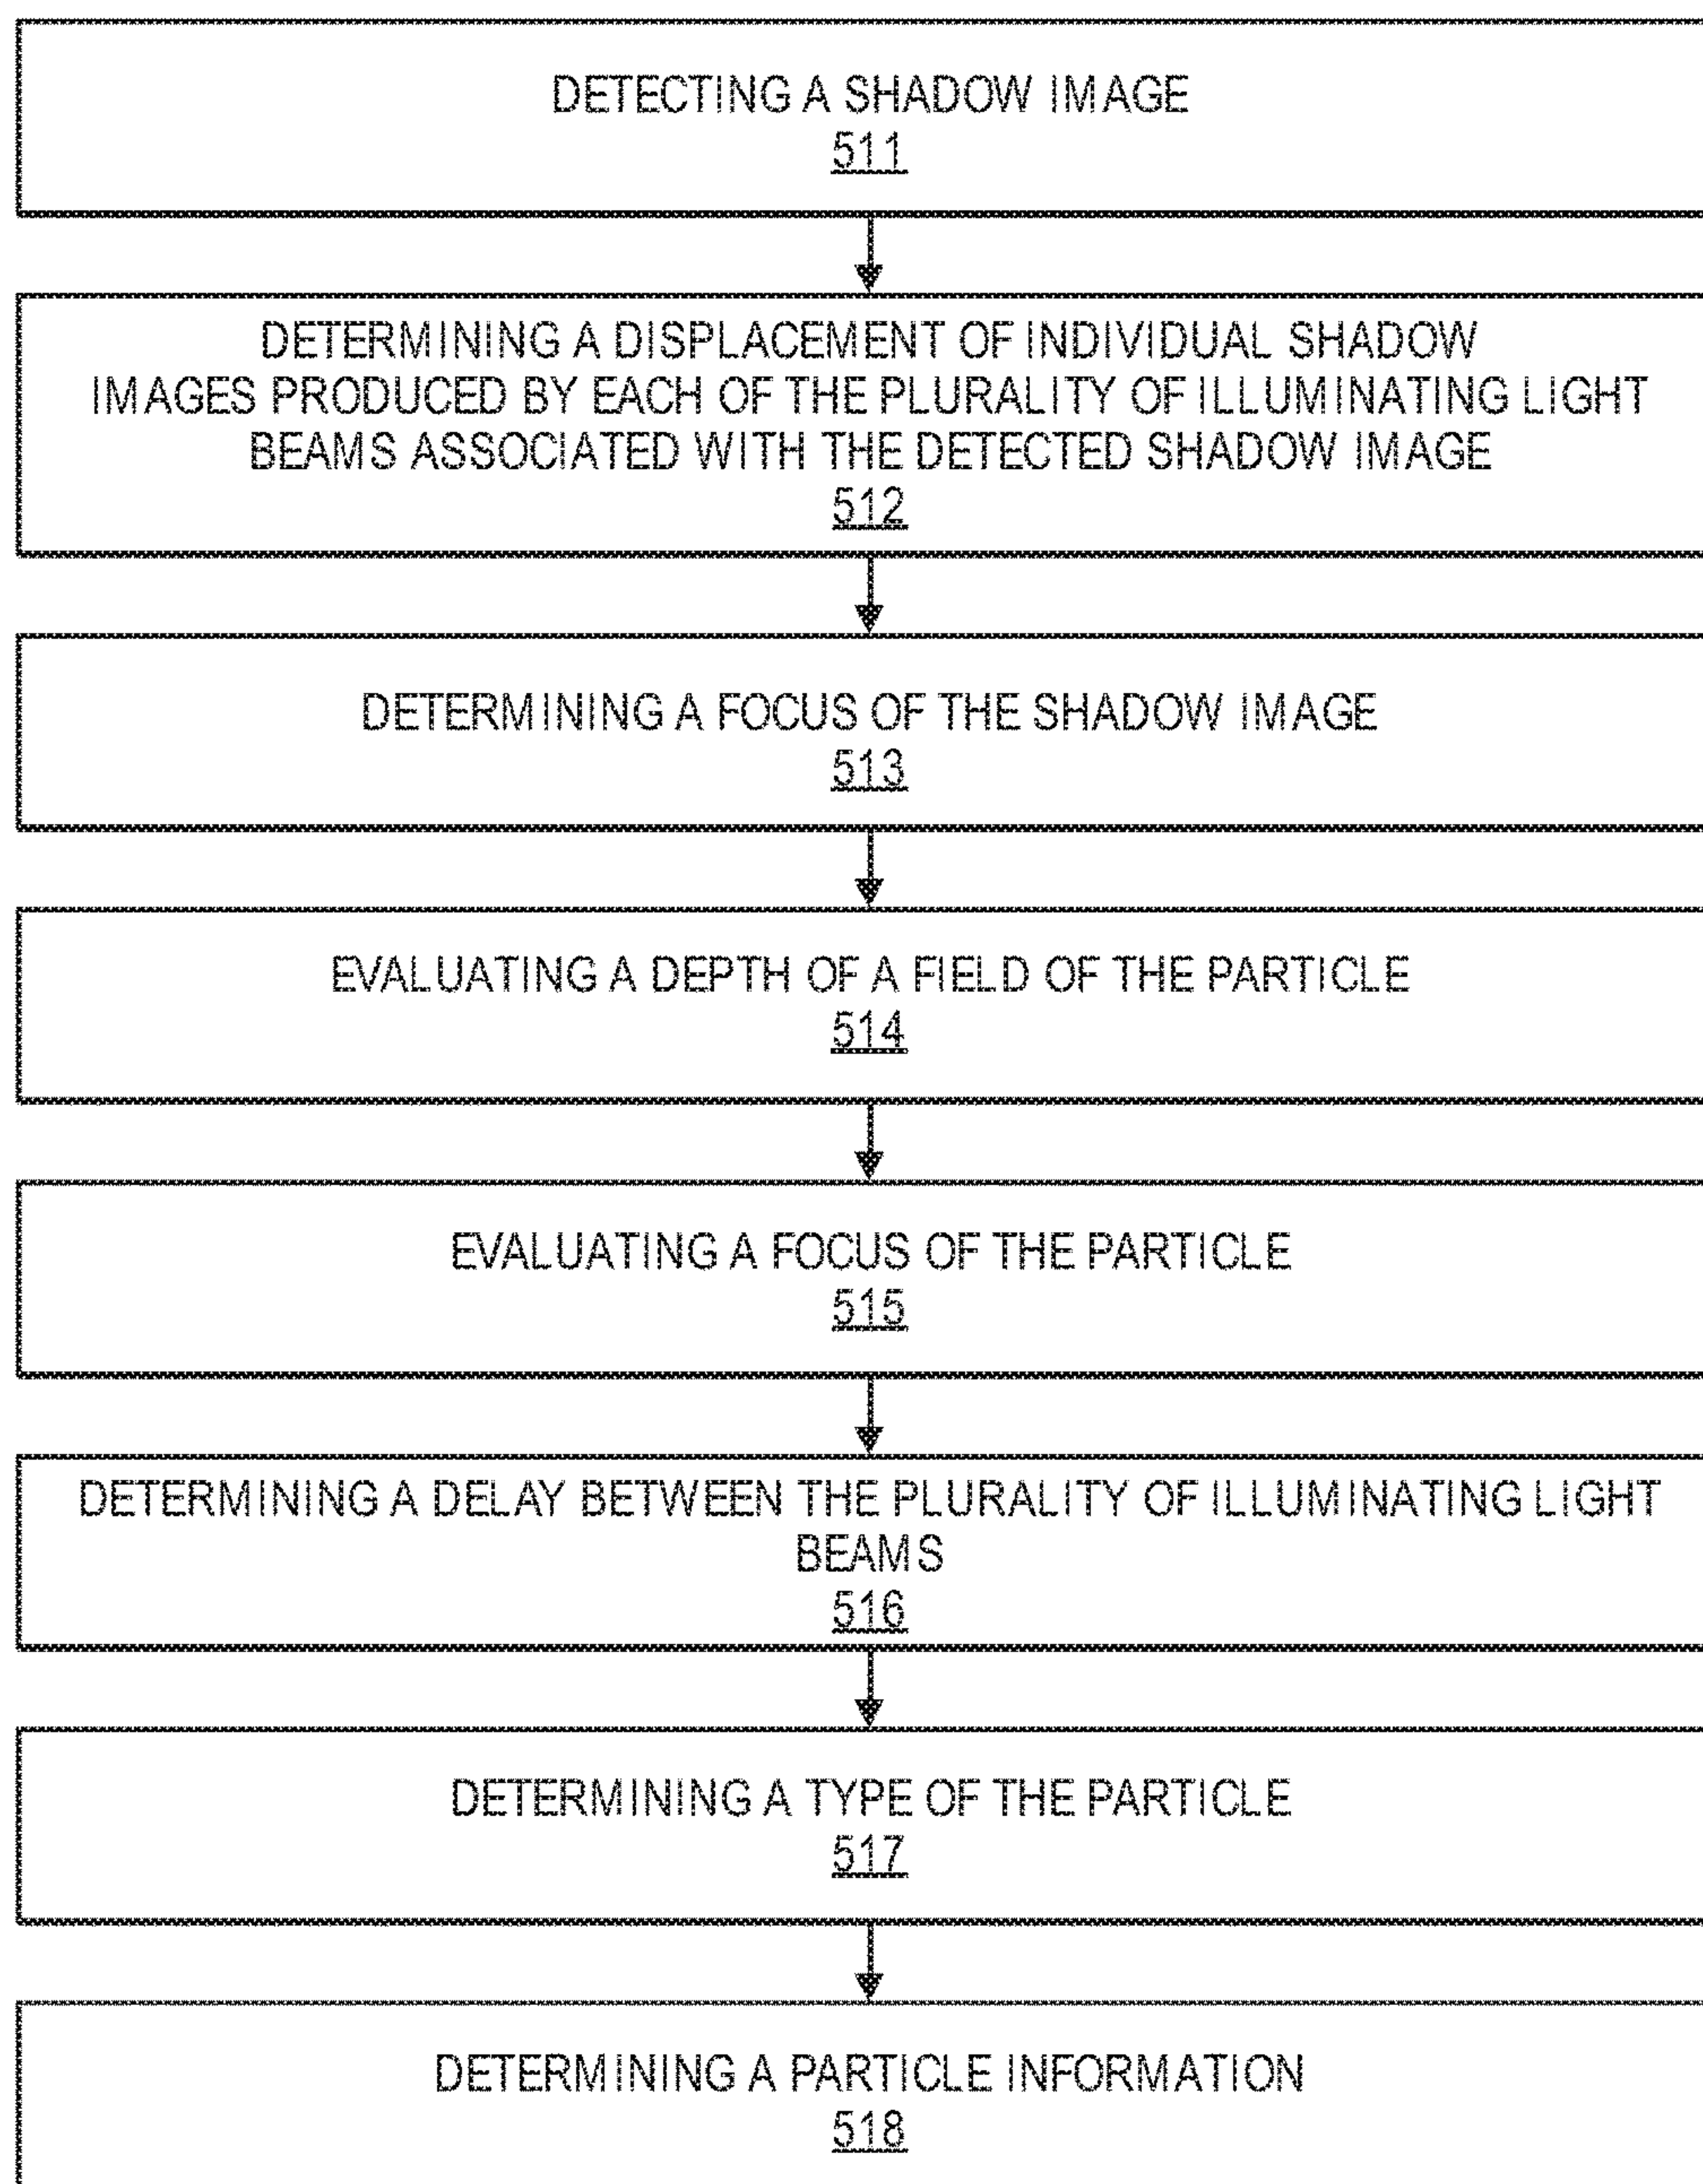 DETECTING A SHADOW IMAGE
511
DETERMINING A DISPLACEMENT OF INDIVIDUAL SHADOW
IMAGES PRODUCED BY EACH OF THE PLURALITY OF ILLUMINATING LIGHT
BEAMS ASSOCIATED WITH THE DETECTED SHADOW IMAGE
512
DETERMINING A FOCUS OF THE SHADOW IMAGE
513
EVALUATING A DEPTH OF A FIELD OF THE PARTICLE
514
EVALUATING A FOCUS OF THE PARTICLE
515
DETERMINING A DELAY BETWEEN THE PLURALITY OF ILLUMINATING LIGHT
BEAMS
516
DETERMINING A TYPE OF THE PARTICLE
517
DETERMINING A PARTICLE INFORMATION
518